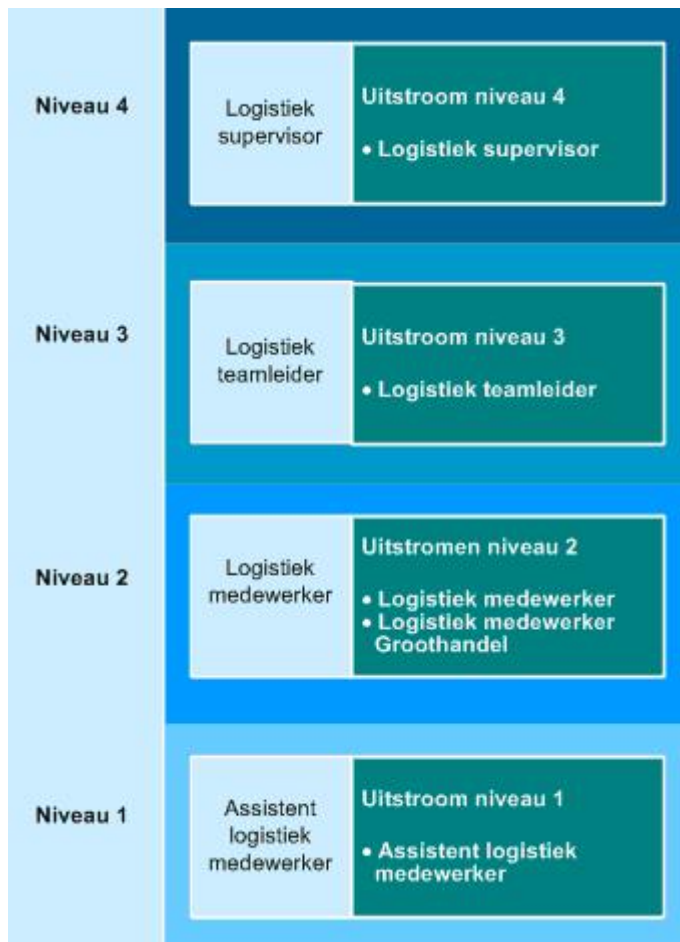 Niveau 4
Logistiek
supervisor
Uitstroom niveau 4
• Logistiek supervisor
Niveau 3
Logistiek
teamleider
Uitstroom niveau 3
• Logistiek teamleider
Niveau 2
Logistiek
medewerker
Uitstromen niveau 2
• Logistiek medewerker
• Logistiek medewerker
Groothandel
Niveau 1
Assistent
logistiek
medewerker
Uitstroom niveau 1
• Assistent logistiek
medewerker